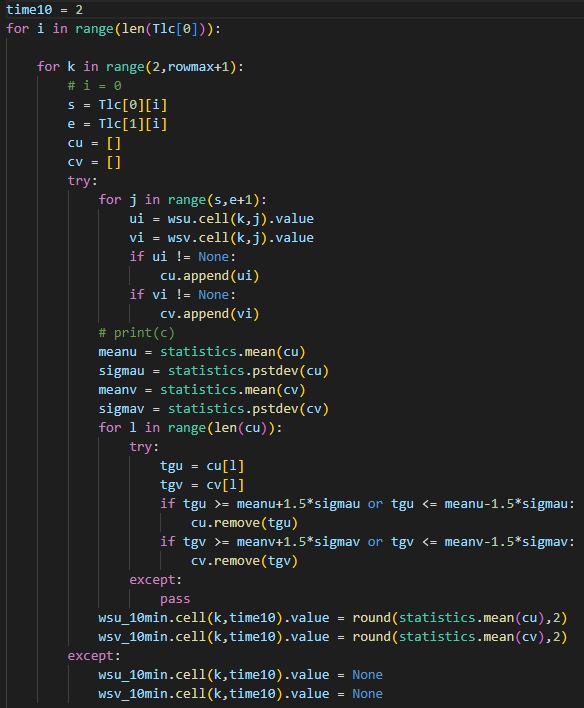 time10 = 2
for i in range(len(Tlc[0])):
    for k in range(2,rowmax+1):
        # i = 0
        s = Tlc[0][i]
        e = Tlc[1][i]
        cu = []
        cv = []
        try:
            for j in range(s,e+1):
                ui = wsu.cell(k,j).value
                vi = wsv.cell(k,j).value
                if ui != None:
                    cu.append(ui)
                if vi != None:
                    cv.append(vi)
            # print(c)
            meanu = statistics.mean(cu)
            sigmau = statistics.pstdev(cu)
            meanv = statistics.mean(cv)
            sigmav = statistics.pstdev(cv)
            for l in range(len(cu)):
                try:
                    tgu = cu[l]
                    tgv = cv[l]
                    if tgu >= meanu+1.5*sigmau or tgu <= meanu-1.5*sigmau:
                        cu.remove(tgu)
                    if tgv >= meanv+1.5*sigmav or tgv <= meanv-1.5*sigmav:
                        cv.remove(tgv)
                except:
                    pass
            wsu_10min.cell(k,time10).value = round(statistics.mean(cu),2)
            wsv_10min.cell(k,time10).value = round(statistics.mean(cv),2)
        except:
            wsu_10min.cell(k,time10).value = None
            wsv_10min.cell(k,time10).value = None